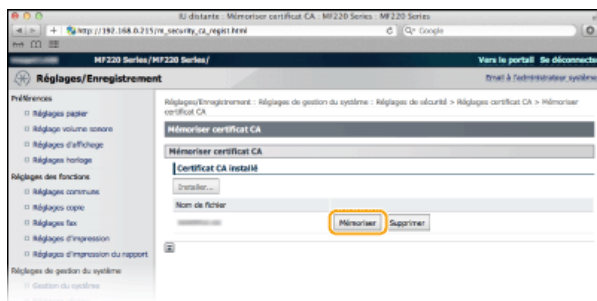 IU distante : Mémoriser certificat CA : MF220 Series : MF220 Series
http://192.168.0.215/m_security_ca_regist.html
Google
MF220 Series/MF220 Series/
Vers le portail Se déconnecte
Réglages/Enregistrement
Email à l'administrateur système
Préférences
Réglages papier
Réglage volume sonore
Réglages d'affichage
Réglages horloge
Réglages des fonctions
Réglages communs
Réglages copie
Réglages fax
Réglages d'impression
Réglages d'impression du rapport
Réglages de gestion du système
Gestion du système
Réglages/Enregistrement : Réglages de gestion du système : Réglages de sécurité > Réglages certificat CA > Mémoriser
certificat CA
Mémoriser certificat CA
Mémoriser certificat CA
Certificat CA installé
Installer...
Nom de fichier
Mémoriser Supprimer